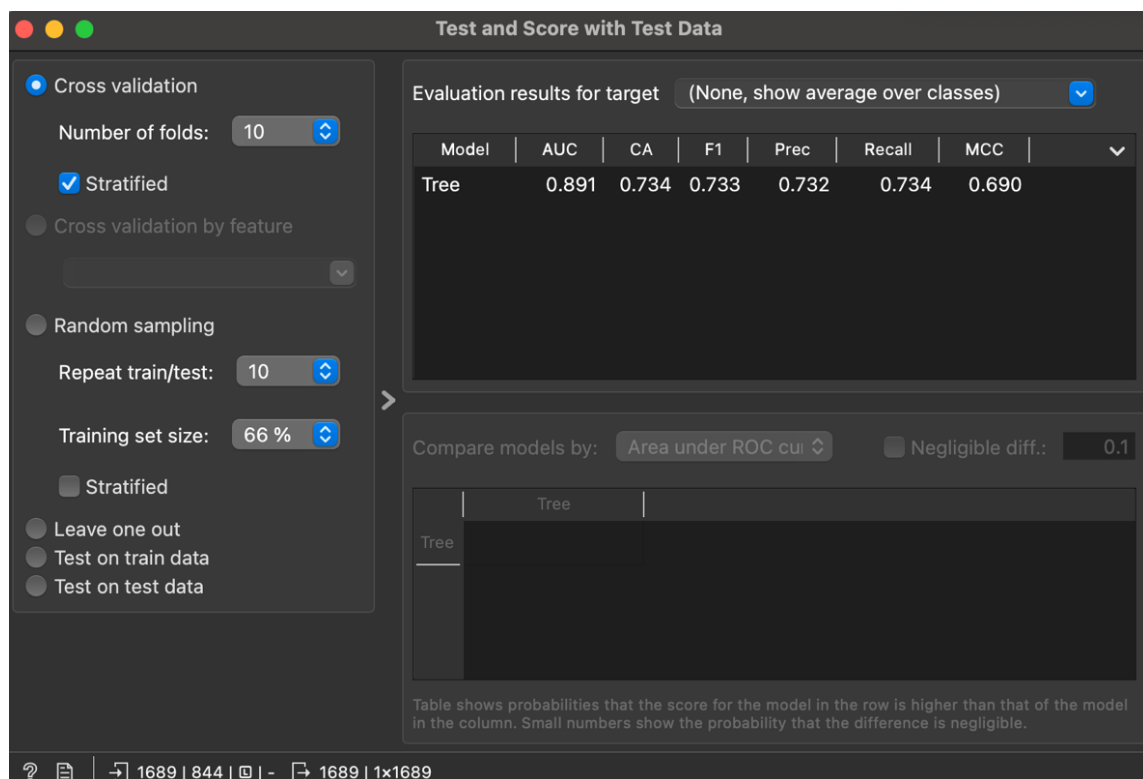 Test and Score with Test Data
Cross validation
Number of folds: 10
Stratified
Cross validation by feature
Random sampling
Repeat train/test: 10
Training set size: 66 %
Stratified
Leave one out
Test on train data
Test on test data
Evaluation results for target (None, show average over classes)
Model AUC CA F1 Prec Recall MCC
Tree 0.891 0.734 0.733 0.732 0.734 0.690
Compare models by: Area under ROC cu Negligible diff.: 0.1
Tree
Tree
Table shows probabilities that the score for the model in the row is higher than that of the model
in the column. Small numbers show the probability that the difference is negligible.
? 1689 | 844 | L | - 1689 | 1×1689